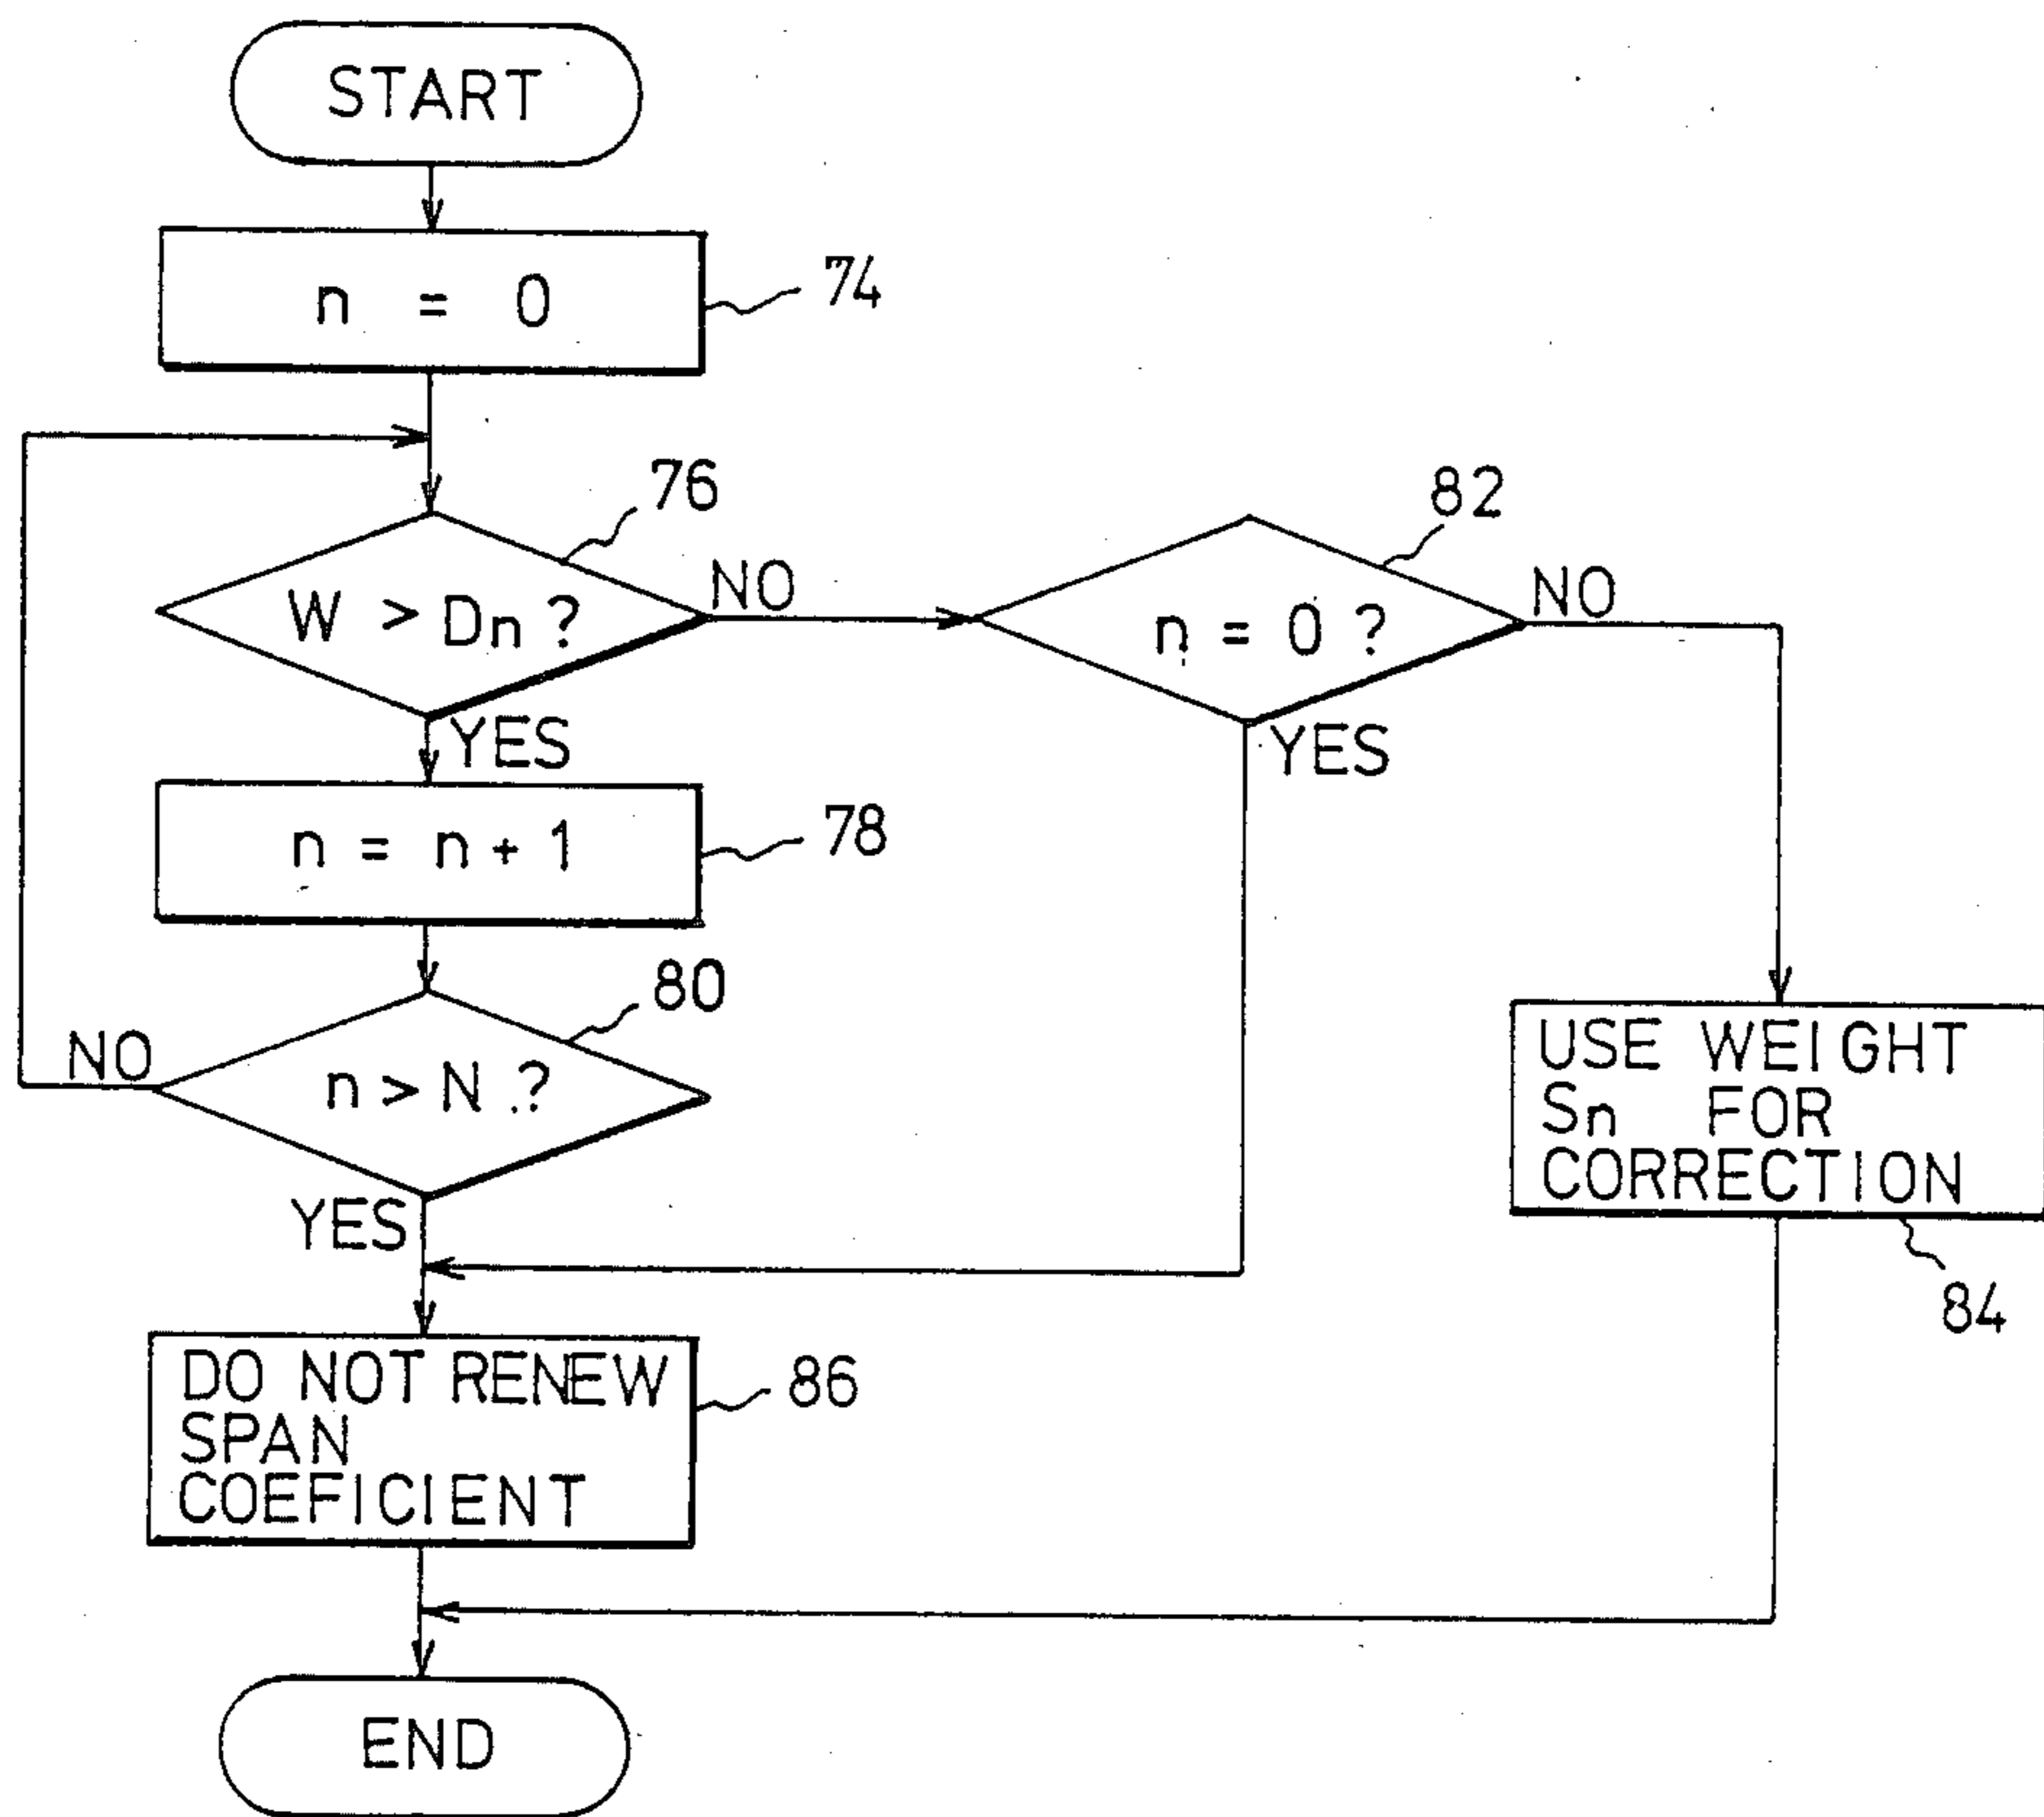 START
n = 0
74
76
W > Dn ?
NO
82
n = 0 ?
NO
YES
YES
n = n + 1
78
80
n > N ?
NO
YES
USE WEIGHT
Sn FOR
CORRECTION
84
DO NOT RENEW
SPAN
COEFICIENT
86
END